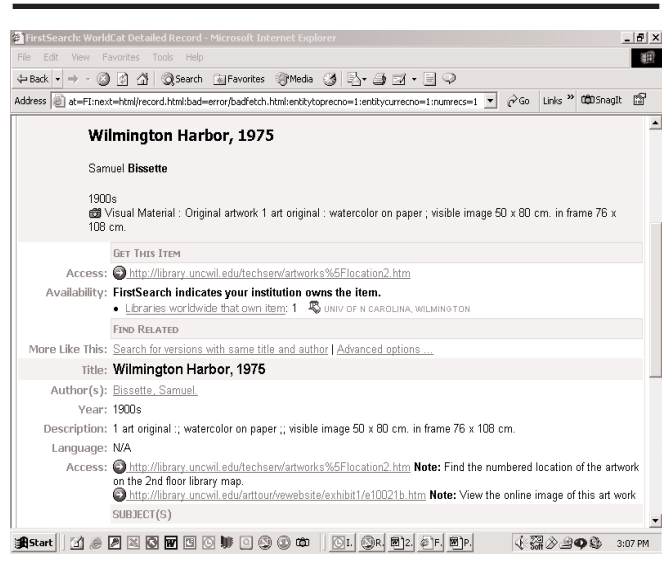 FirstSearch: WorldCat Detailed Record - Microsoft Internet Explorer
File Edit View Favorites Tools Help
Back Search Favorites Media
Address at=FI:next=html/record.html:bad=error/badfetch.html:entitytoprecno=1:entitycurrecno=1:numrecs=1 Go Links » SnagIt
Wilmington Harbor, 1975
Samuel Bissette
1900s
Visual Material : Original artwork 1 art original : watercolor on paper ; visible image 50 x 80 cm. in frame 76 x
108 cm.
GET THIS ITEM
Access: http://library.uncwil.edu/techserv/artworks%5Flocation2.htm
Availability: FirstSearch indicates your institution owns the item.
• Libraries worldwide that own item: 1 UNIV OF N CAROLINA, WILMINGTON
FIND RELATED
More Like This: Search for versions with same title and author | Advanced options ...
Title: Wilmington Harbor, 1975
Author(s): Bissette, Samuel.
Year: 1900s
Description: 1 art original :; watercolor on paper ;; visible image 50 x 80 cm. in frame 76 x 108 cm.
Language: N/A
Access: http://library.uncwil.edu/techserv/artworks%5Flocation2.htm Note: Find the numbered location of the artwork
on the 2nd floor library map.
http://library.uncwil.edu/arttour/vewebsite/exhibit1/e10021b.htm Note: View the online image of this art work
SUBJECT(S)
Start I. R. 2. F. P. 3:07 PM